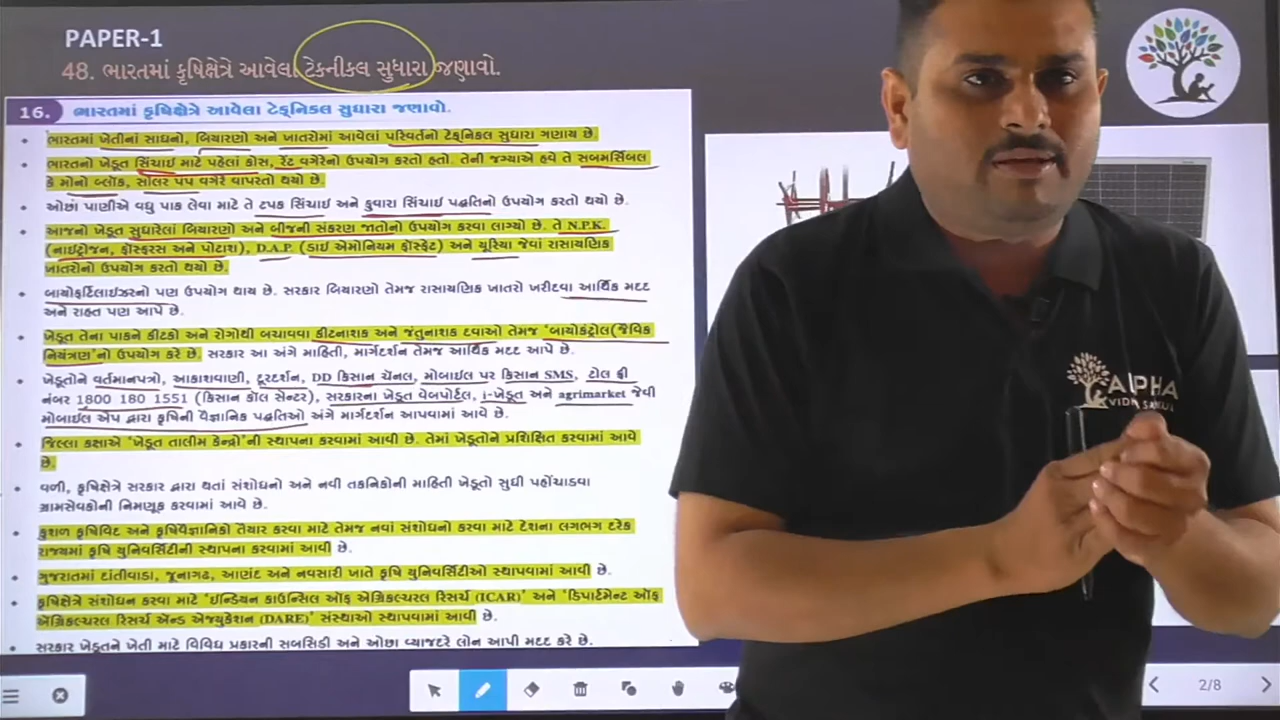 PAPER-1
48. ભારતમાં કૃષિક્ષેત્રે આવેલા ટેકનીકલ સુધારા જણાવો.
16. ભારતમાં કૃષિક્ષેત્રે આવેલા ટેક્નિકલ સુધારા જણાવો.
• ભારતમાં ખેતીનાં સાધનો, બિયારણો અને ખાતરોમાં આવેલાં પરિવર્તનો ટેક્નિકલ સુધારા ગણાય છે.
• ભારતનો ખેડૂત સિંચાઈ માટે પહેલાં કોસ, રેંટ વગેરેનો ઉપયોગ કરતો હતો. તેની જગ્યાએ હવે તે સબમર્સિબલ
કે મોનો બ્લૉક, સોલર પંપ વગેરે વાપરતો થયો છે.
• ઓછા પાણીએ વધુ પાક લેવા માટે તે ટપક સિંચાઈ અને ફુવારા સિંચાઈ પદ્ધતિનો ઉપયોગ કરતો થયો છે.
• આજનો ખેડૂત સુધારેલાં બિયારણો અને બીજની સંકરણ જાતોનો ઉપયોગ કરવા લાગ્યો છે. તે N.P.K.
(નાઇટ્રોજન, ફૉસ્ફરસ અને પોટાશ), D.A.P. (ડાઈ એમોનિયમ ફૉસ્ફેટ) અને યૂરિયા જેવાં રાસાયણિક
ખાતરોનો ઉપયોગ કરતો થયો છે.
• બાયોફર્ટિલાઇઝરનો પણ ઉપયોગ થાય છે. સરકાર બિયારણો તેમજ રાસાયણિક ખાતરો ખરીદવા આર્થિક મદદ
અને રાહત પણ આપે છે.
• ખેડૂત તેના પાકને કીટકો અને રોગોથી બચાવવા કીટનાશક અને જંતુનાશક દવાઓ તેમજ 'બાયોકંટ્રોલ(જૈવિક
નિયંત્રણ'નો ઉપયોગ કરે છે. સરકાર આ અંગે માહિતી, માર્ગદર્શન તેમજ આર્થિક મદદ આપે છે.
• ખેડૂતોને વર્તમાનપત્રો, આકાશવાણી, દૂરદર્શન, DD કિસાન ચૅનલ, મોબાઈલ પર કિસાન SMS, ટોલ ફ્રી
નંબર 1800 180 1551 (કિસાન કૉલ સેન્ટર), સરકારના ખેડૂત વેબપોર્ટલ, i-ખેડૂત અને agrimarket જેવી
મોબાઈલ ઍપ દ્વારા કૃષિની વૈજ્ઞાનિક પદ્ધતિઓ અંગે માર્ગદર્શન આપવામાં આવે છે.
• જિલ્લા કક્ષાએ 'ખેડૂત તાલીમ કેન્દ્રો'ની સ્થાપના કરવામાં આવી છે. તેમાં ખેડૂતોને પ્રશિક્ષિત કરવામાં આવે
છે.
• વળી, કૃષિક્ષેત્રે સરકાર દ્વારા થતાં સંશોધનો અને નવી તકનિકોની માહિતી ખેડૂતો સુધી પહોંચાડવા
ગ્રામસેવકોની નિમણૂક કરવામાં આવે છે.
• કુશળ કૃષિવિદ અને કૃષિવૈજ્ઞાનિકો તૈયાર કરવા માટે તેમજ નવાં સંશોધનો કરવા માટે દેશના લગભગ દરેક
રાજ્યમાં કૃષિ યુનિવર્સિટીની સ્થાપના કરવામાં આવી છે.
• ગુજરાતમાં દાંતીવાડા, જૂનાગઢ, આણંદ અને નવસારી ખાતે કૃષિ યુનિવર્સિટીઓ સ્થાપવામાં આવી છે.
• કૃષિક્ષેત્રે સંશોધન કરવા માટે 'ઇન્ડિયન કાઉન્સિલ ઑફ ઍગ્રિકલ્ચરલ રિસર્ચ (ICAR)' અને 'ડિપાર્ટમેન્ટ ઑફ
ઍગ્રિકલ્ચરલ રિસર્ચ ઍન્ડ એજ્યુકેશન (DARE)' સંસ્થાઓ સ્થાપવામાં આવી છે.
• સરકાર ખેડૂતને ખેતી માટે વિવિધ પ્રકારની સબસિડી અને ઓછા વ્યાજદરે લોન આપી મદદ કરે છે.
ALPHA
2/8